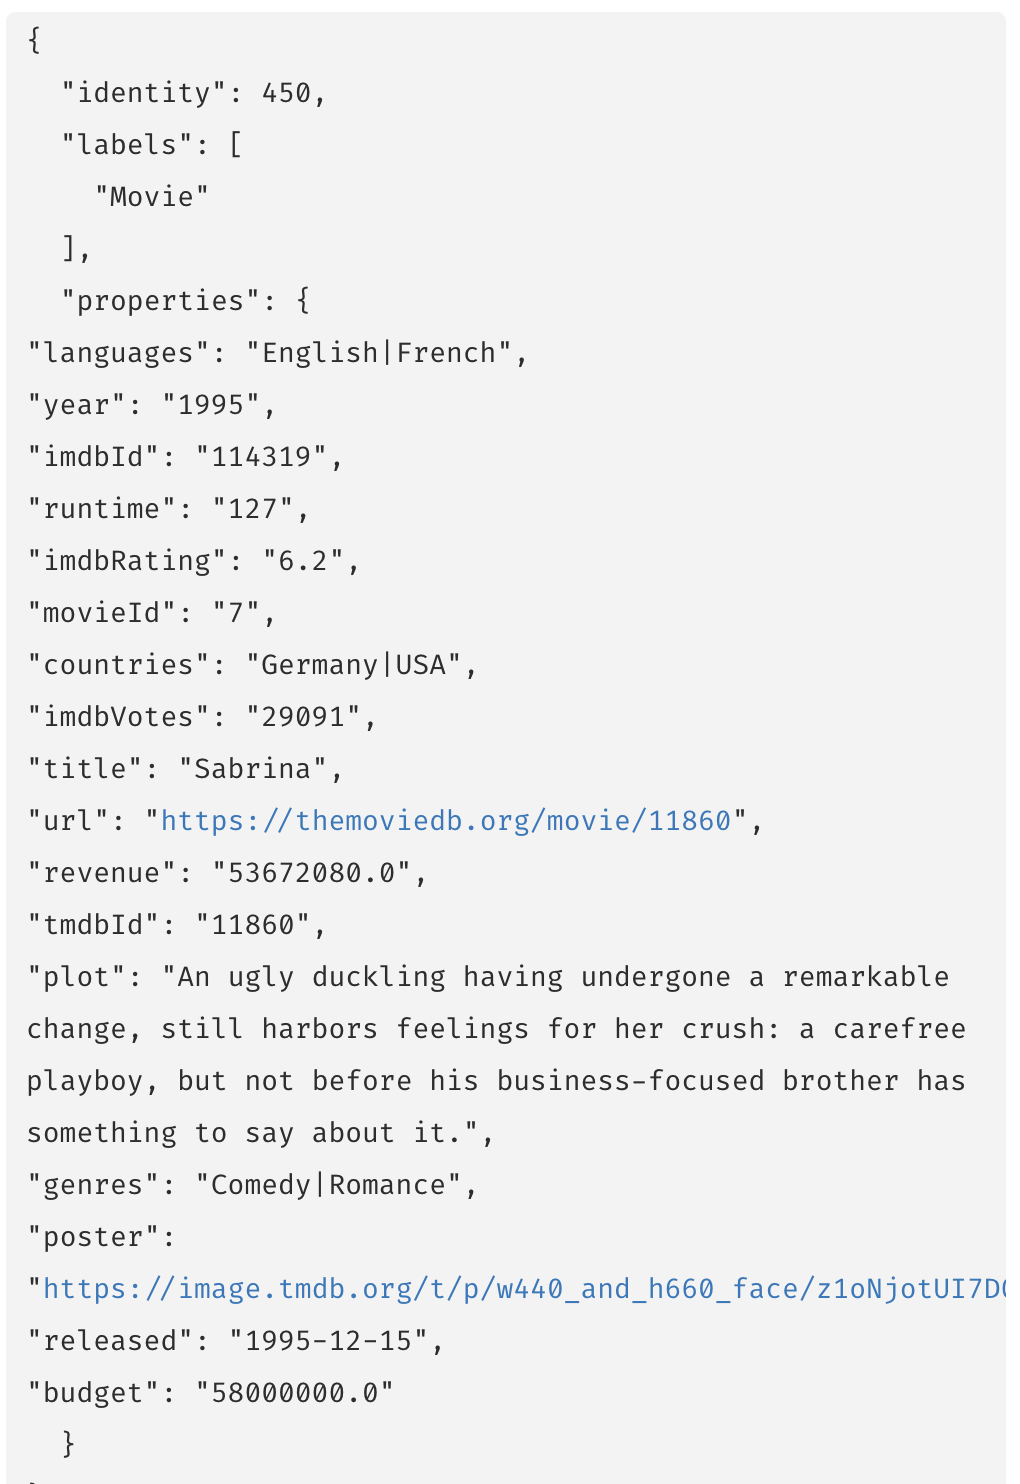 {
  "identity": 450,
  "labels": [
    "Movie"
  ],
  "properties": {
"languages": "English|French",
"year": "1995",
"imdbId": "114319",
"runtime": "127",
"imdbRating": "6.2",
"movieId": "7",
"countries": "Germany|USA",
"imdbVotes": "29091",
"title": "Sabrina",
"url": "https://themoviedb.org/movie/11860",
"revenue": "53672080.0",
"tmdbId": "11860",
"plot": "An ugly duckling having undergone a remarkable
change, still harbors feelings for her crush: a carefree
playboy, but not before his business-focused brother has
something to say about it.",
"genres": "Comedy|Romance",
"poster":
"https://image.tmdb.org/t/p/w440_and_h660_face/z1oNjotUI7D
"released": "1995-12-15",
"budget": "58000000.0"
  }